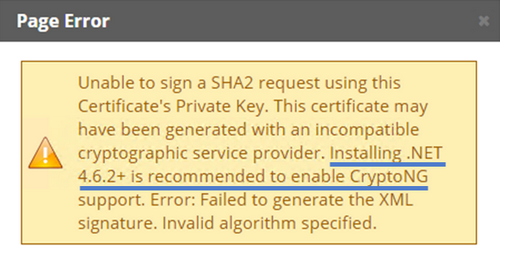 Page Error
Unable to sign a SHA2 request using this
Certificate's Private Key. This certificate may
have been generated with an incompatible
cryptographic service provider. Installing .NET
4.6.2+ is recommended to enable CryptoNG
support. Error: Failed to generate the XML
signature. Invalid algorithm specified.